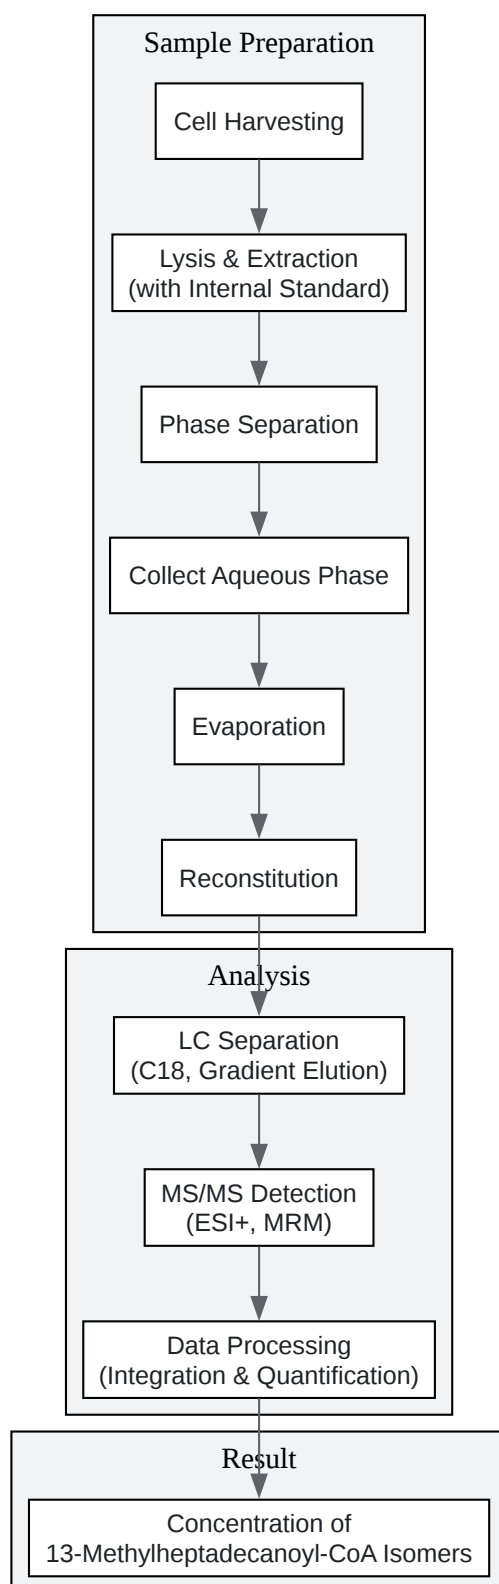 Sample Preparation
Cell Harvesting
Lysis & Extraction
(with Internal Standard)
Phase Separation
Collect Aqueous Phase
Evaporation
Reconstitution
Analysis
LC Separation
(C18, Gradient Elution)
MS/MS Detection
(ESI+, MRM)
Data Processing
(Integration & Quantification)
Result
Concentration of
13-Methylheptadecanoyl-CoA Isomers